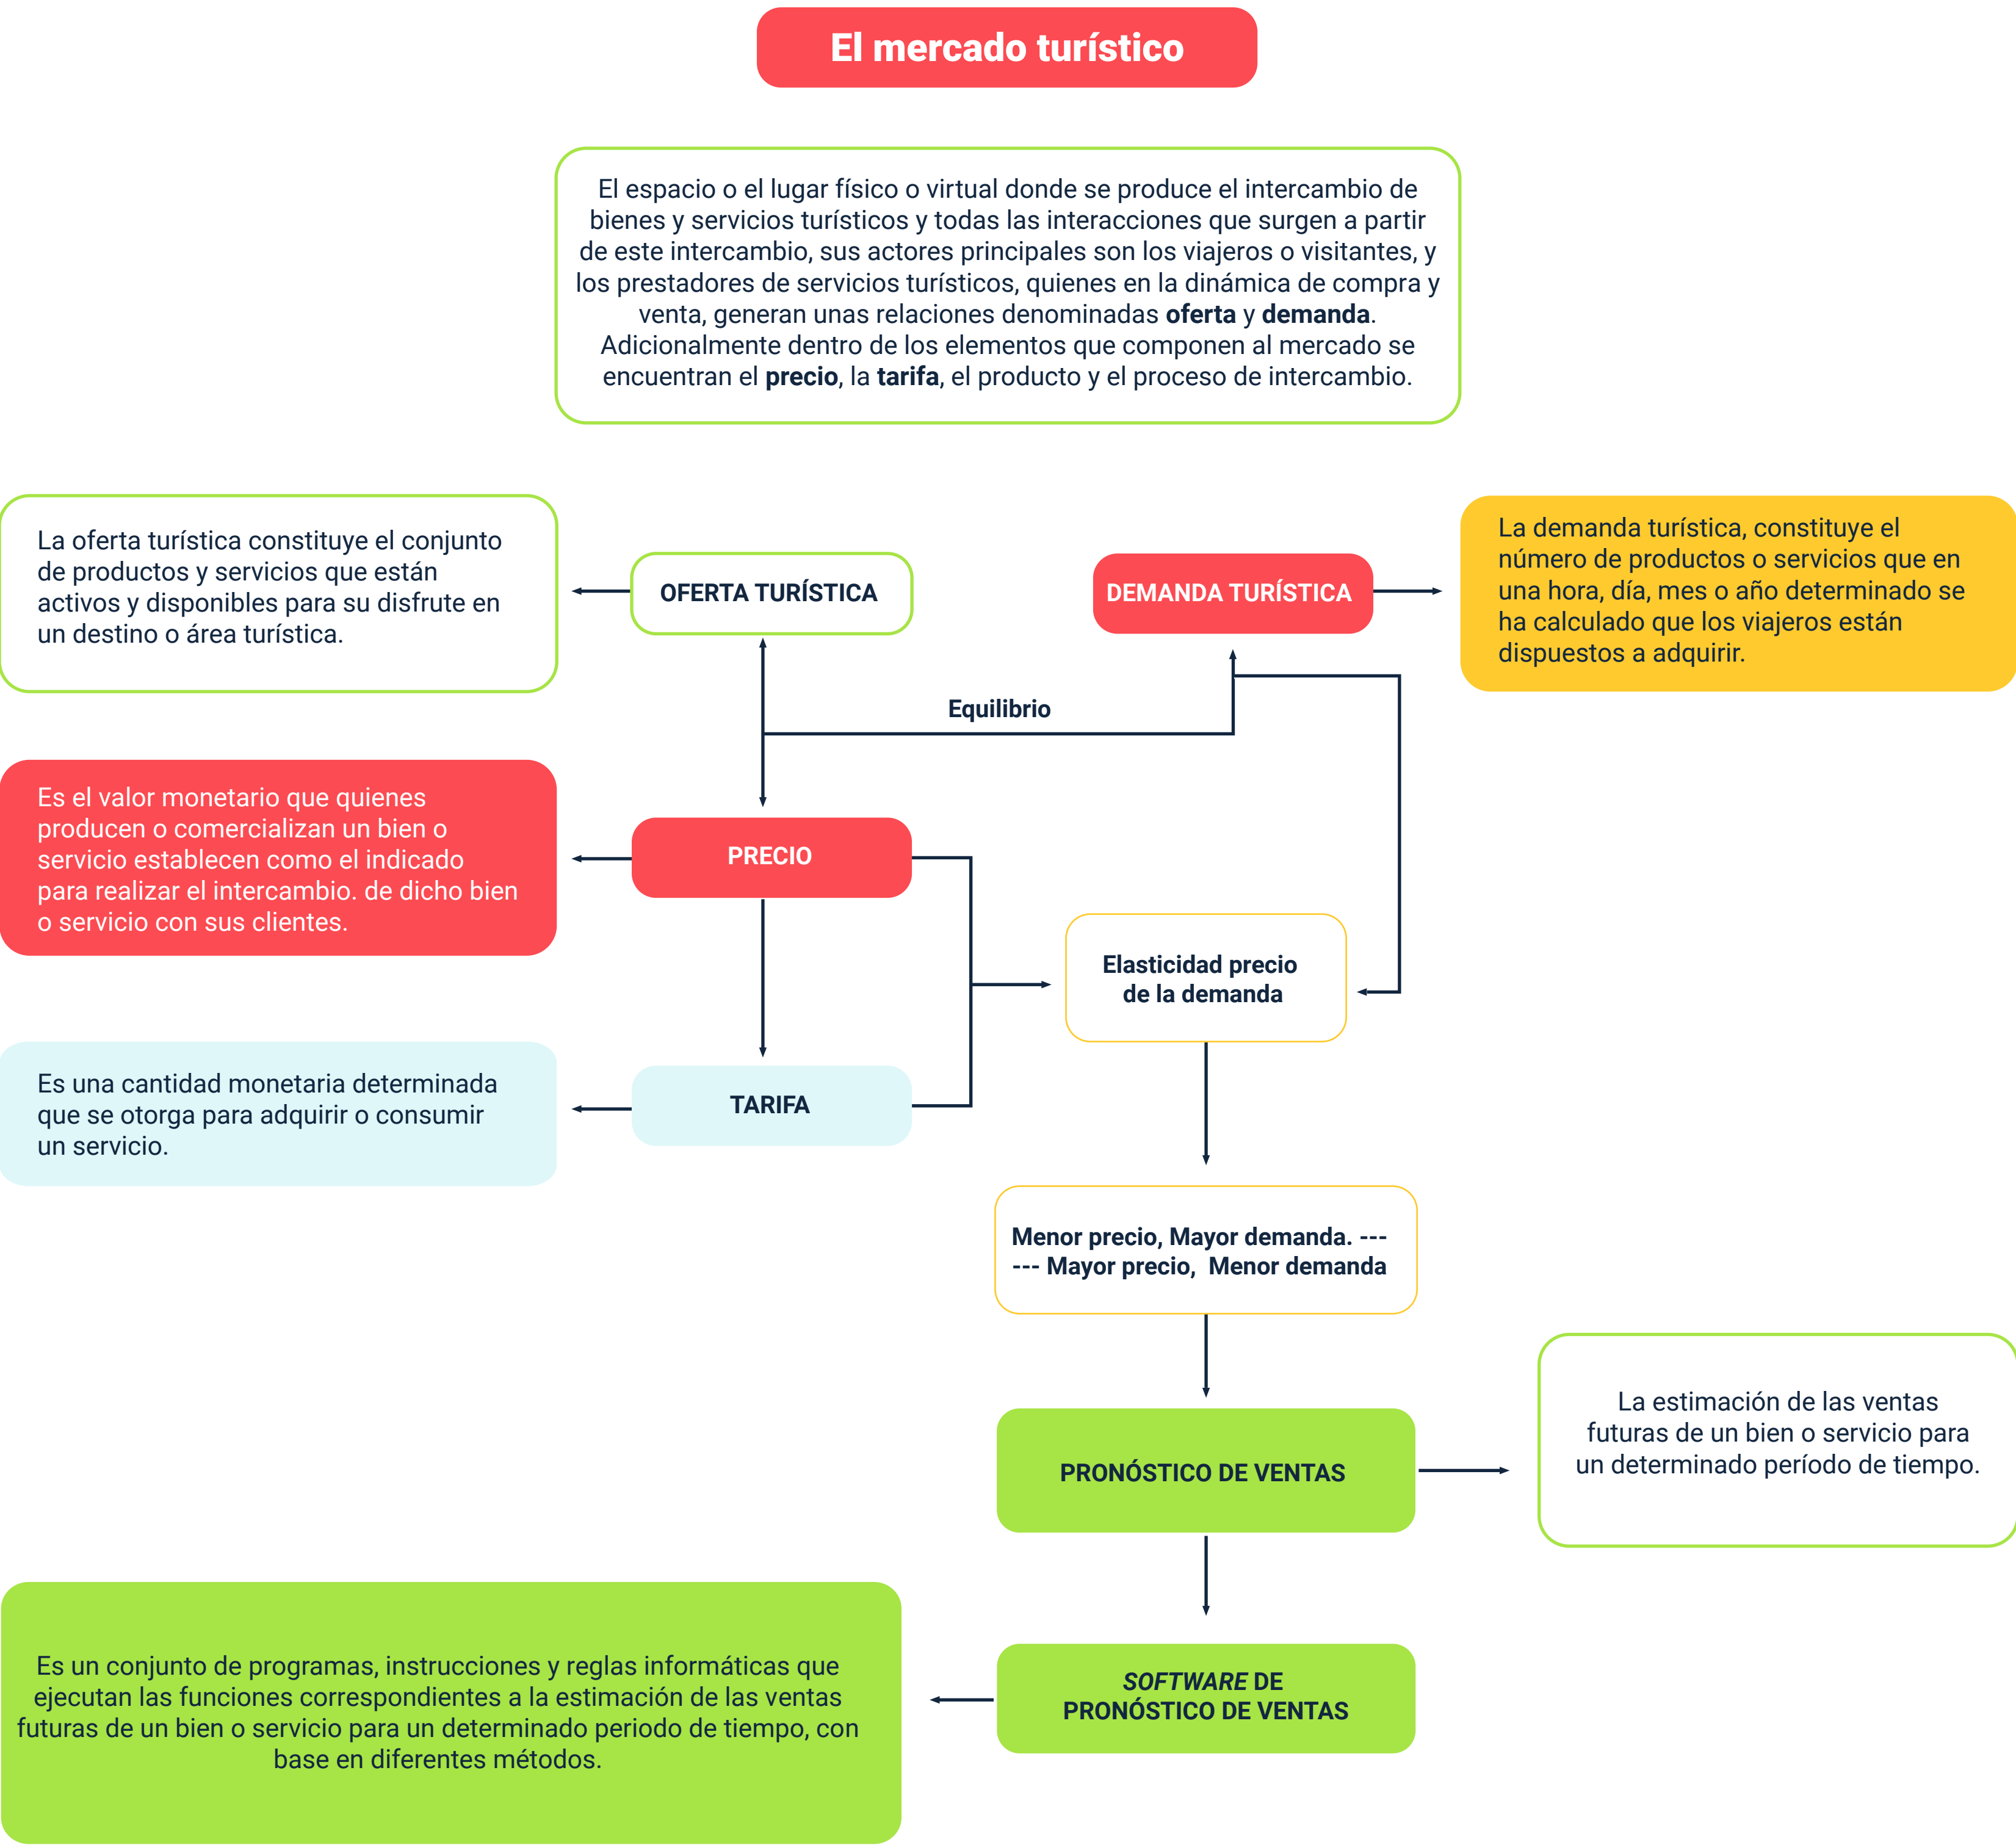 El mercado turístico
El espacio o el lugar físico o virtual donde se produce el intercambio de
bienes y servicios turísticos y todas las interacciones que surgen a partir
de este intercambio, sus actores principales son los viajeros o visitantes, y
los prestadores de servicios turísticos, quienes en la dinámica de compra y
venta, generan unas relaciones denominadas oferta y demanda.
Adicionalmente dentro de los elementos que componen al mercado se
encuentran el precio, la tarifa, el producto y el proceso de intercambio.
La oferta turística constituye el conjunto
de productos y servicios que están
activos y disponibles para su disfrute en
un destino o área turística.
OFERTA TURÍSTICA
DEMANDA TURÍSTICA
La demanda turística, constituye el
número de productos o servicios que en
una hora, día, mes o año determinado se
ha calculado que los viajeros están
dispuestos a adquirir.
Equilibrio
Es el valor monetario que quienes
producen o comercializan un bien o
servicio establecen como el indicado
para realizar el intercambio. de dicho bien
o servicio con sus clientes.
PRECIO
Elasticidad precio
de la demanda
Es una cantidad monetaria determinada
que se otorga para adquirir o consumir
un servicio.
TARIFA
Menor precio, Mayor demanda. ---
--- Mayor precio,  Menor demanda
PRONÓSTICO DE VENTAS
La estimación de las ventas
futuras de un bien o servicio para
un determinado período de tiempo.
Es un conjunto de programas, instrucciones y reglas informáticas que
ejecutan las funciones correspondientes a la estimación de las ventas
futuras de un bien o servicio para un determinado periodo de tiempo, con
base en diferentes métodos.
SOFTWARE DE
PRONÓSTICO DE VENTAS